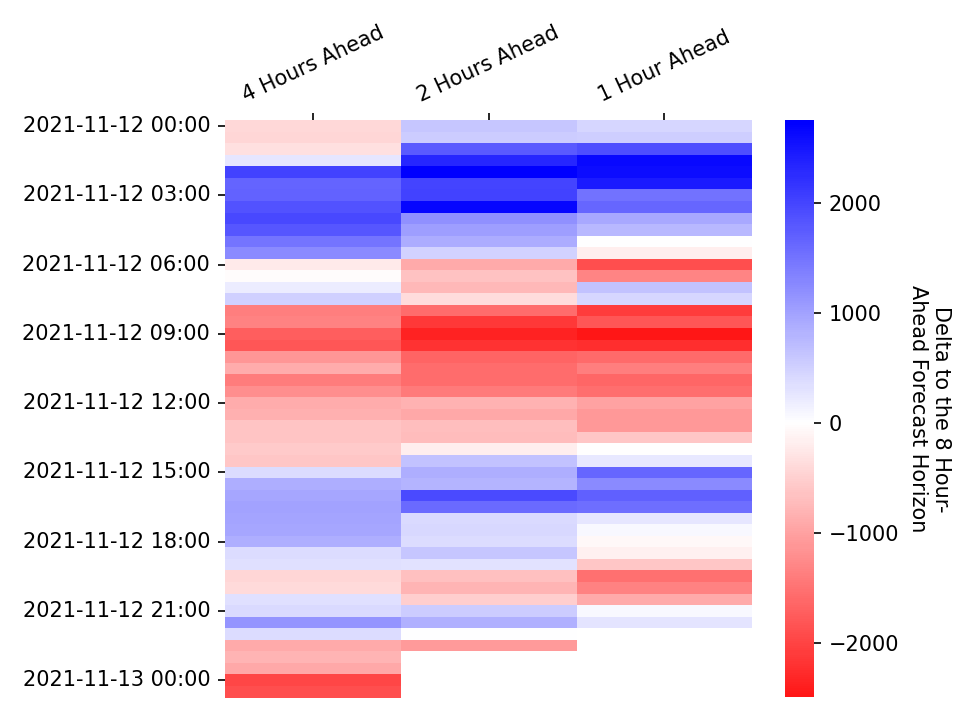 4 Hours Ahead
2 Hours Ahead
1 Hour Ahead
2021-11-12 00:00
2021-11-12 03:00
2021-11-12 06:00
2021-11-12 09:00
2021-11-12 12:00
2021-11-12 15:00
2021-11-12 18:00
2021-11-12 21:00
2021-11-13 00:00
2000
1000
0
−1000
−2000
Delta to the 8 Hour-
Ahead Forecast Horizon